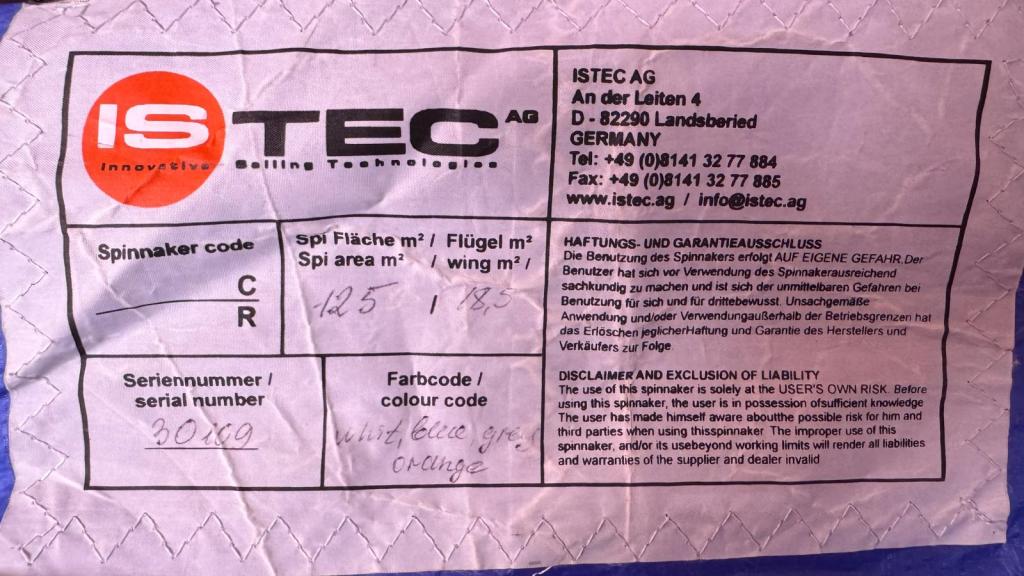 ISTEC AG
Innovative Sailing Technologies
ISTEC AG
An der Leiten 4
D - 82290 Landsberied
GERMANY
Tel: +49 (0)8141 32 77 884
Fax: +49 (0)8141 32 77 885
www.istec.ag / info@istec.ag
Spinnaker code
C
R
Spi Fläche m² / Flügel m²
Spi area m² / wing m² /
125 / 18,5
HAFTUNGS- UND GARANTIEAUSSCHLUSS
Die Benutzung des Spinnakers erfolgt AUF EIGENE GEFAHR.Der
Benutzer hat sich vor Verwendung des Spinnakerausreichend
sachkundig zu machen und ist sich der unmittelbaren Gefahren bei
Benutzung für sich und für drittebewusst. Unsachgemäße
Anwendung und/oder Verwendungaußerhalb der Betriebsgrenzen hat
das Erlöschen jeglicherHaftung und Garantie des Herstellers und
Verkäufers zur Folge
Seriennummer /
serial number
30109
Farbcode /
colour code
whit, blue
orange
DISCLAIMER AND EXCLUSION OF LIABILITY
The use of this spinnaker is solely at the USER'S OWN RISK. Before
using this spinnaker, the user is in possession ofsufficient knowledge
The user has made himself aware aboutthe possible risk for him and
third parties when using thisspinnaker The improper use of this
spinnaker, and/or its usebeyond working limits will render all liabilities
and warranties of the supplier and dealer invalid